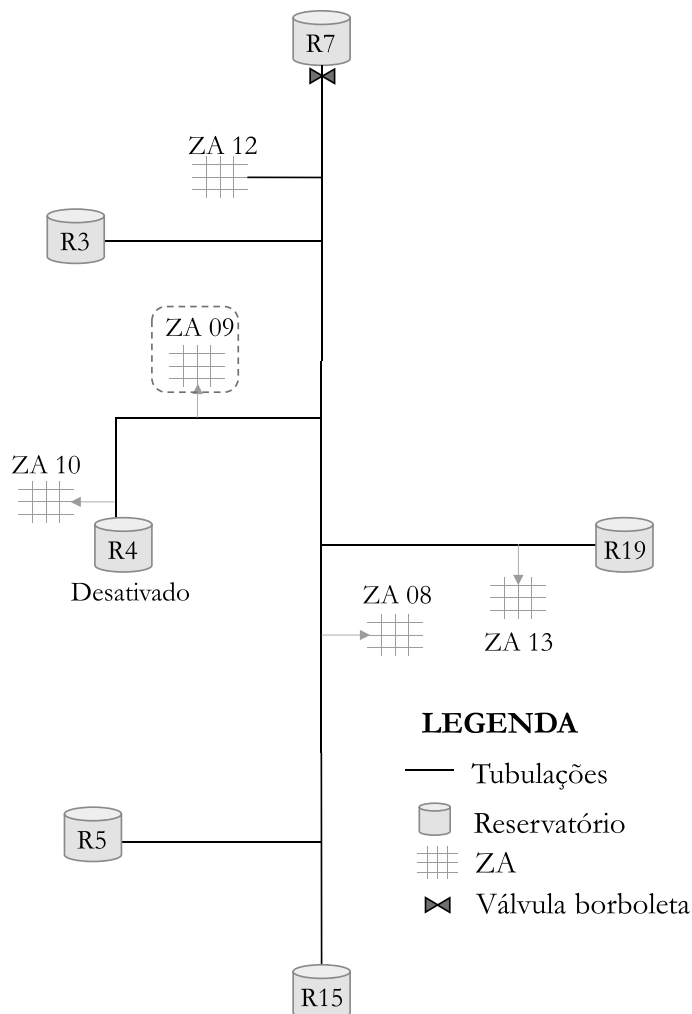 R7
ZA 12
R3
ZA 09
ZA 10
R4
Desativado
R19
ZA 08
ZA 13
LEGENDA
Tubulações
Reservatório
ZA
Válvula borboleta
R5
R15